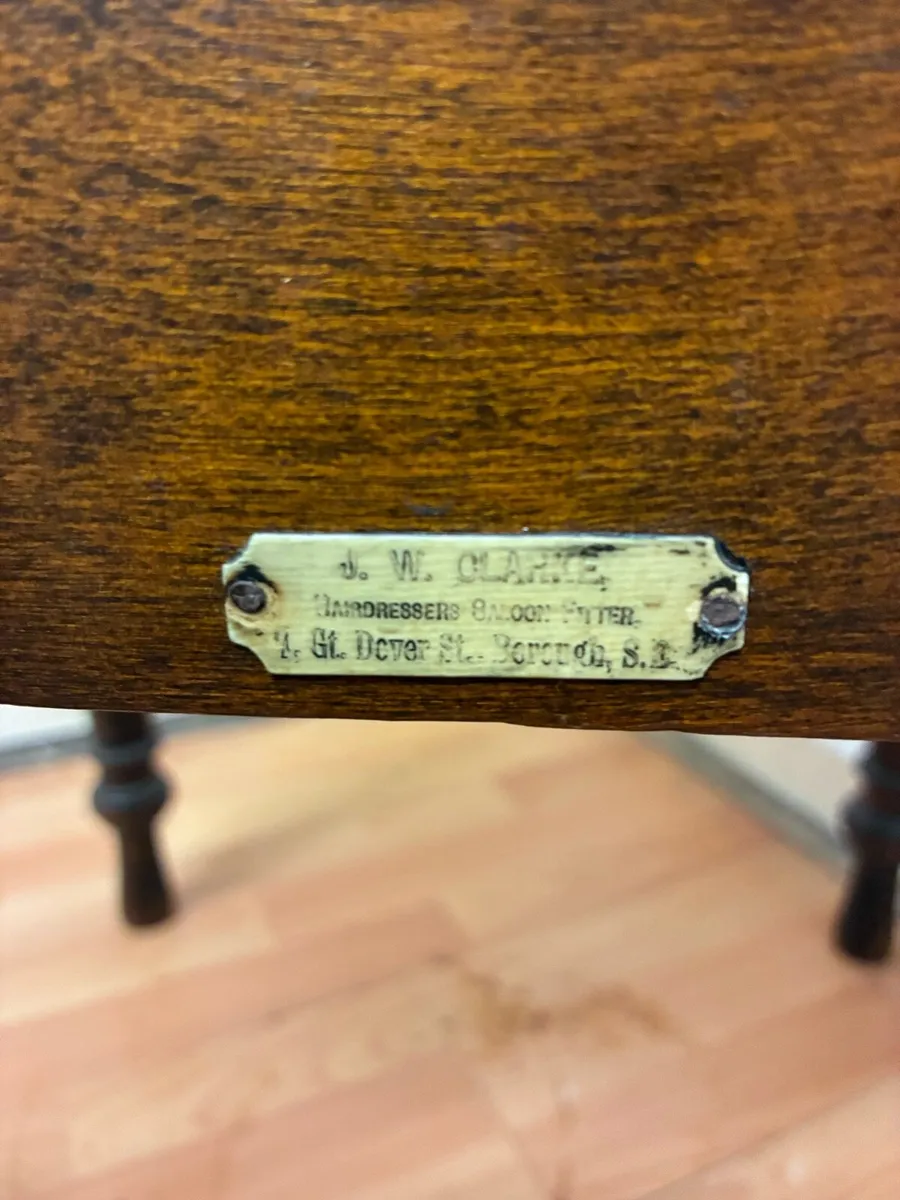 J. W. CLARKE,
HAIRDRESSERS SALOON FITTER.
Gt. Dover St. Borough, S.E.